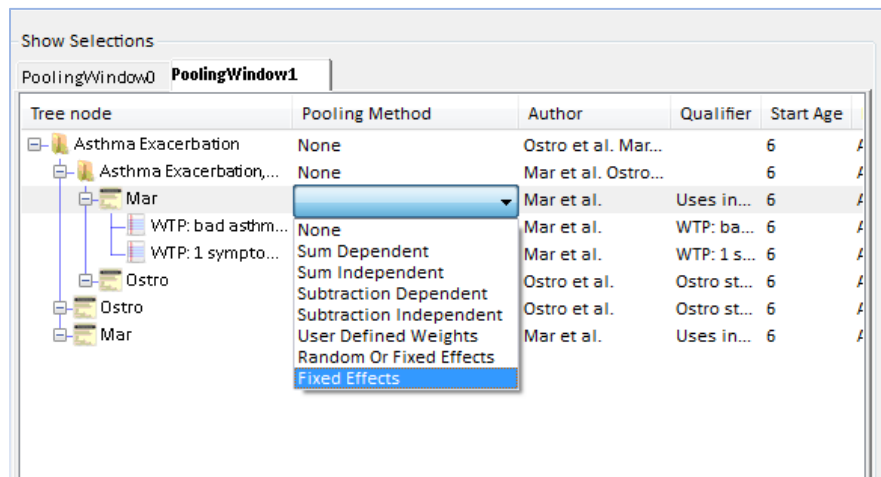 Show Selections
PoolingWindow0 PoolingWindow1
Tree node Pooling Method Author Qualifier Start Age
Asthma Exacerbation None Ostro et al. Mar... 6
Asthma Exacerbation,... None Mar et al. Ostro... 6
Mar Mar et al. Uses in... 6
WTP: bad asthm... None Mar et al. WTP: ba... 6
Sum Dependent
WTP: 1 sympto... Mar et al. WTP: 1 s... 6
Sum Independent
Ostro Ostro et al. Ostro st... 6
Subtraction Dependent
Ostro Subtraction Independent Ostro et al. Ostro st... 6
Mar User Defined Weights Mar et al. Uses in... 6
Random Or Fixed Effects
Fixed Effects